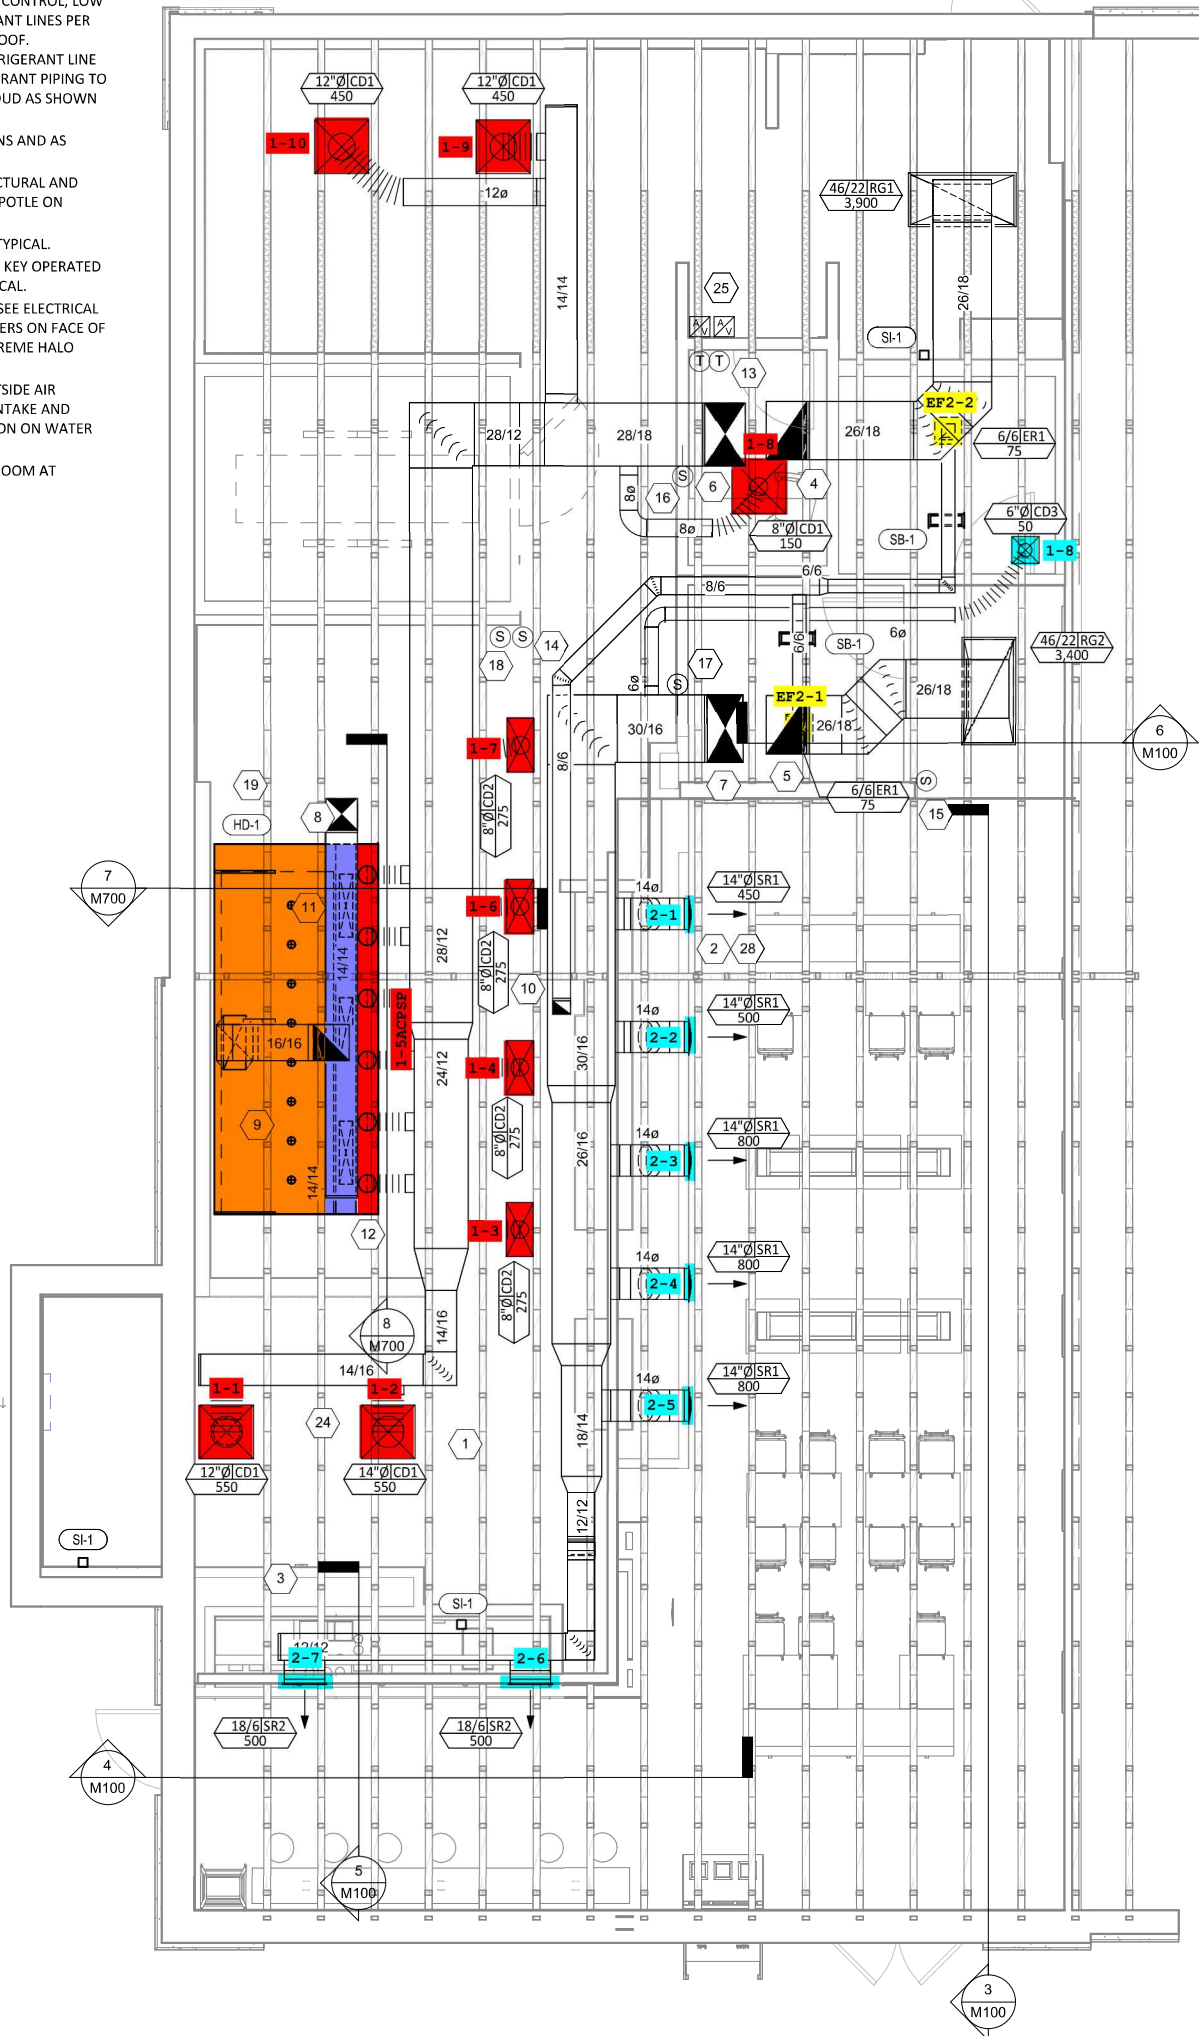 CONTROL, LOW
ANT LINES PER
OOF.
RIGERANT LINE
RANT PIPING TO
OUD AS SHOWN
NS AND AS
CTURAL AND
POTLE ON
TYPICAL.
KEY OPERATED
CAL.
SEE ELECTRICAL
ERS ON FACE OF
REME HALO
TSIDE AIR
NTAKE AND
ON ON WATER
OOM AT
12"Ø CD1
450
12"Ø CD1
450
1-10
1-9
12ø
46/22 RG1
3,900
14/14
26/18
25
A/V
A/V
SI-1
T
T
13
EF2-2
28/12
28/18
1-8
26/18
6/6 ER1
75
S
6
4
8ø
16
8ø
8"Ø CD1
150
6"Ø CD3
50
SB-1
1-8
6/6
8/6
S
S
14
6ø
18
17
6/6
SB-1
46/22 RG2
3,400
6ø
S
26/18
EF2-1
30/16
26/18
6
M100
1-7
8/6
19
7
5
S
6/6 ER1
75
HD-1
8
8"Ø CD2
275
15
7
M700
14ø
14"Ø SR1
450
11
1-6
2-1
28/12
14/14
2
28
8"Ø CD2
275
10
14ø
14"Ø SR1
500
1-5ACPSP
16/16
2-2
24/12
1-4
30/16
9
14ø
14"Ø SR1
800
8"Ø CD2
275
26/16
2-3
14/14
12
1-3
14ø
14"Ø SR1
800
2-4
8"Ø CD2
275
8
M700
14/16
14/16
14ø
14"Ø SR1
800
1-1
1-2
2-5
24
1
18/14
12"Ø CD1
550
14"Ø CD1
550
12/12
SI-1
3
SI-1
12/12
2-7
2-6
18/6 SR2
500
18/6 SR2
500
4
M100
5
M100
3
M100